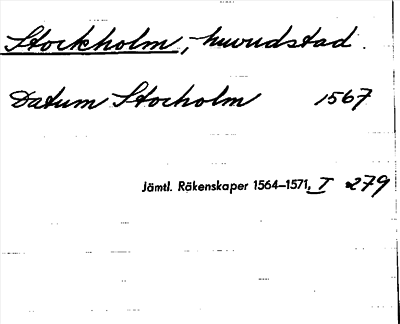 Stockholm, huvudstad.
Datum Stocholm 1567
Jämtl. Räkenskaper 1564–1571, I 279